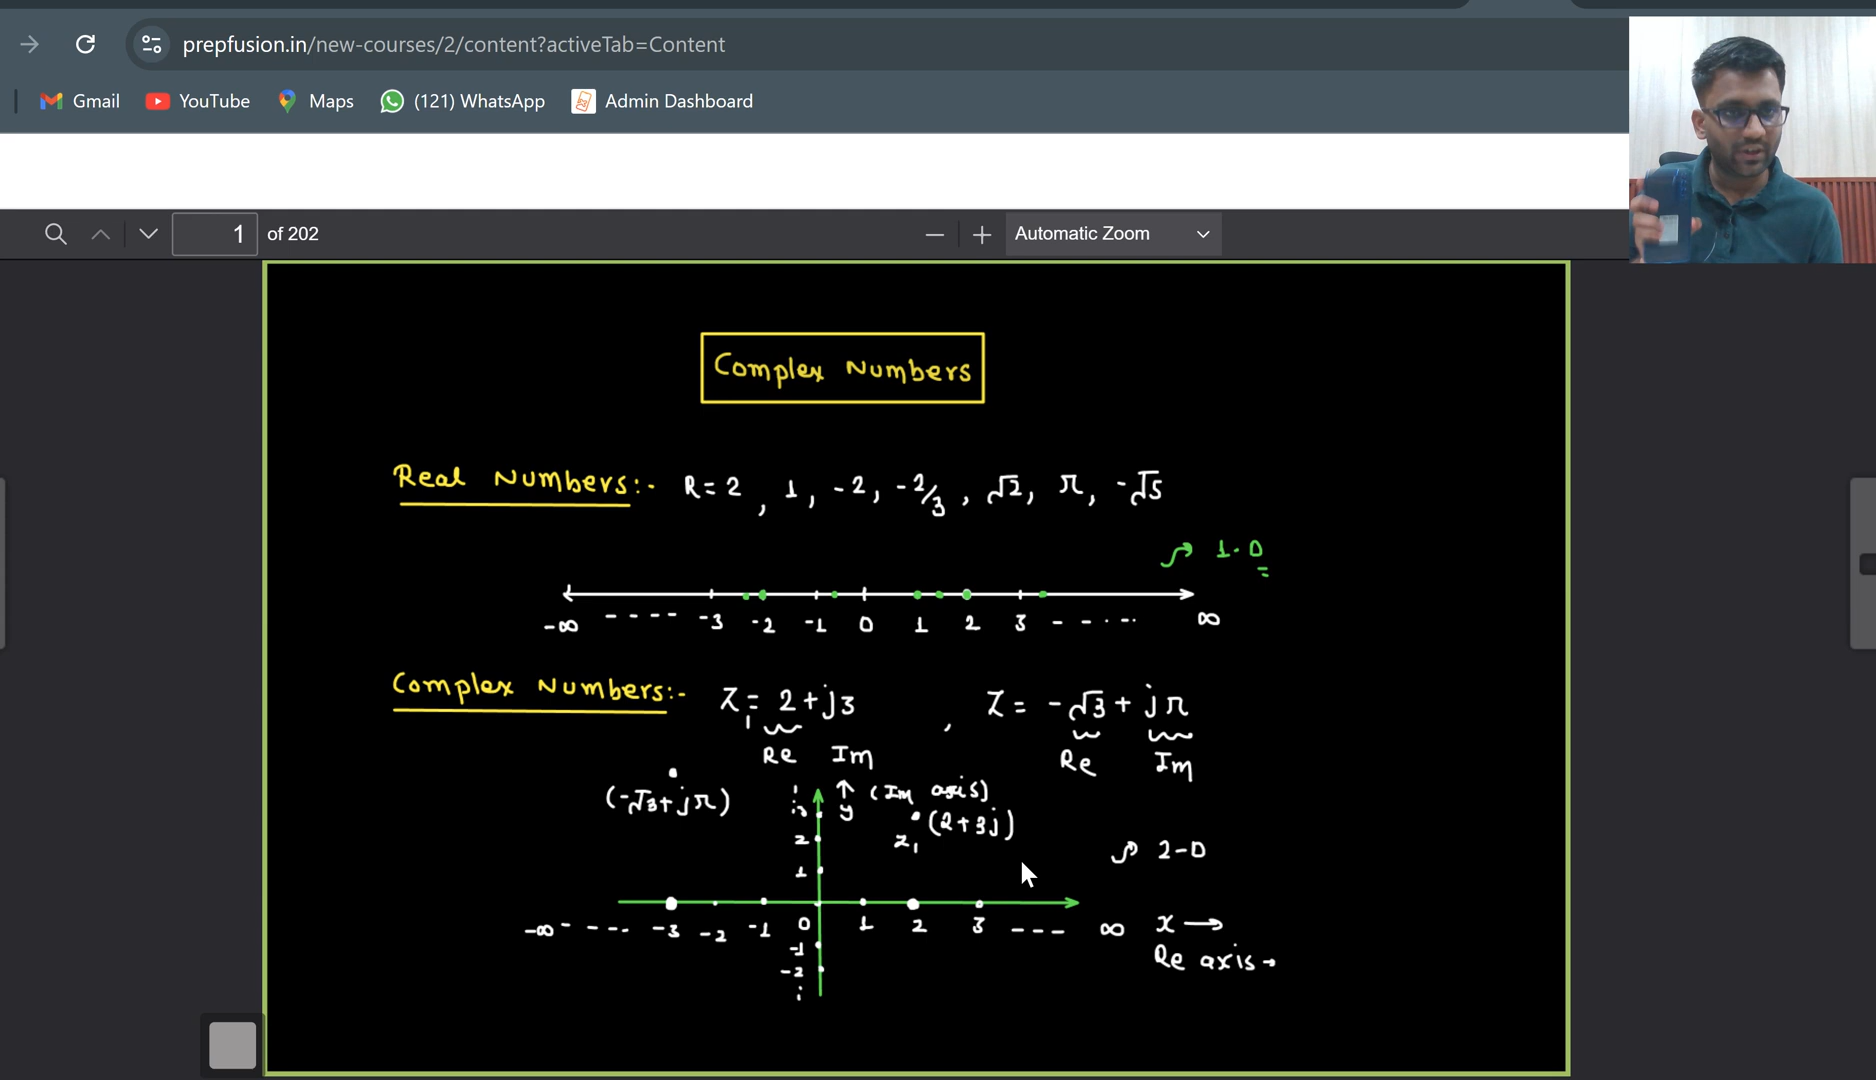 prepfusion.in/new-courses/2/content?activeTab=Content
Gmail YouTube Maps (121) WhatsApp Admin Dashboard
1 of 202 Automatic Zoom
Complex Numbers
Real Numbers:- R = 2, 1, -2, -2/3, √2, π, -√5
1-D
-∞ ---- -3 -2 -1 0 1 2 3 ----- ∞
Complex Numbers:- Z₁ = 2 + j3 , Z = -√3 + jπ
Re Im Re Im
(-√3 + jπ) 3 ↑ y (Im axis)
2 z₁ (2 + 3j)
1 2-D
-∞ ---- -3 -2 -1 0 1 2 3 --- ∞ x →
-1 Re axis →
-2